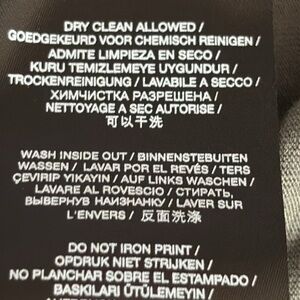 DRY CLEAN ALLOWED /
GOEDGEKEURD VOOR CHEMISCH REINIGEN /
ADMITE LIMPIEZA EN SECO /
KURU TEMIZLEMEYE UYGUNDUR /
TROCKENREINIGUNG / LAVABILE A SECCO /
ХИМЧИСТКА РАЗРЕШЕНА /
NETTOYAGE A SEC AUTORISE /
可以干洗
WASH INSIDE OUT / BINNENSTEBUITEN
WASSEN / LAVAR POR EL REVÉS / TERS
ÇEVIRIP YIKAYIN / AUF LINKS WASCHEN /
LAVARE AL ROVESCIO / СТИРАТЬ,
ВЫВЕРНУВ НАИЗНАНКУ / LAVER SUR
L'ENVERS / 反面洗涤
DO NOT IRON PRINT /
OPDRUK NIET STRIJKEN /
NO PLANCHAR SOBRE EL ESTAMPADO /
BASKILARI ÜTÜLEMEYIN